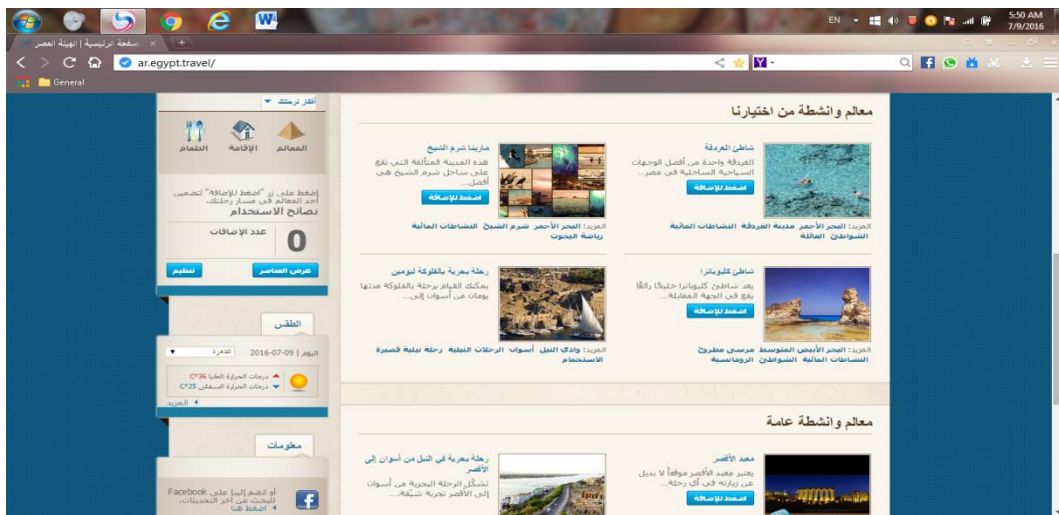 EN
5:50 AM
7/9/2016
صفحة الرئيسية | الهيئة المصر
ar.egypt.travel/
General
معالم وانشطة من اختيارنا
شاطئ الغردقة
الغردقة واحدة من أفضل الوجهات
السياحية الساحلية في مصر...
اضغط للإضافة
المزيد: البحر الأحمر مدينة الغردقة النشاطات المائية
الشواطئ العائلة
مارينا شرم الشيخ
هذه المدينة المتألقة التي تقع
على ساحل شرم الشيخ هي
أفضل...
اضغط للإضافة
المزيد: البحر الأحمر شرم الشيخ النشاطات المائية
رياضة اليخوت
شاطئ كليوباترا
يعد شاطئ كليوباترا خليجًا رائعًا
يقع في الجهة المقابلة...
اضغط للإضافة
المزيد: البحر الأبيض المتوسط مرسى مطروح
النشاطات المائية الشواطئ الرومانسية
رحلة بحرية بالفلوكة ليومين
يمكنك القيام برحلة بالفلوكة مدتها
يومان من أسوان إلى...
المزيد: وادي النيل أسوان الرحلات النيلية رحلة نيلية قصيرة
الاستجمام
معالم وانشطة عامة
معبد الأقصر
يعتبر معبد الأقصر موقعاً لا بديل
عن زيارته في أي رحلة...
اضغط للإضافة
رحلة بحرية في النيل من أسوان إلى
الأقصر
تشكّل الرحلة البحرية من أسوان
إلى الأقصر تجربة شيّقة،...
أفكار لرحلتك
المعالم الإقامة الطعام
إضغط على زر "اضغط للإضافة" لتضمين
أحد المعالم في مسار رحلتك.
نصائح الاستخدام
عدد الإضافات
0
عرض العناصر
تنظيم
الطقس
اليوم | 09-07-2016
القاهرة
درجات الحرارة العليا 36°C
درجات الحرارة السفلى 25°C
المزيد
معلومات
أو انضم إلينا على Facebook
للبحث عن آخر التحديثات.
اضغط هنا